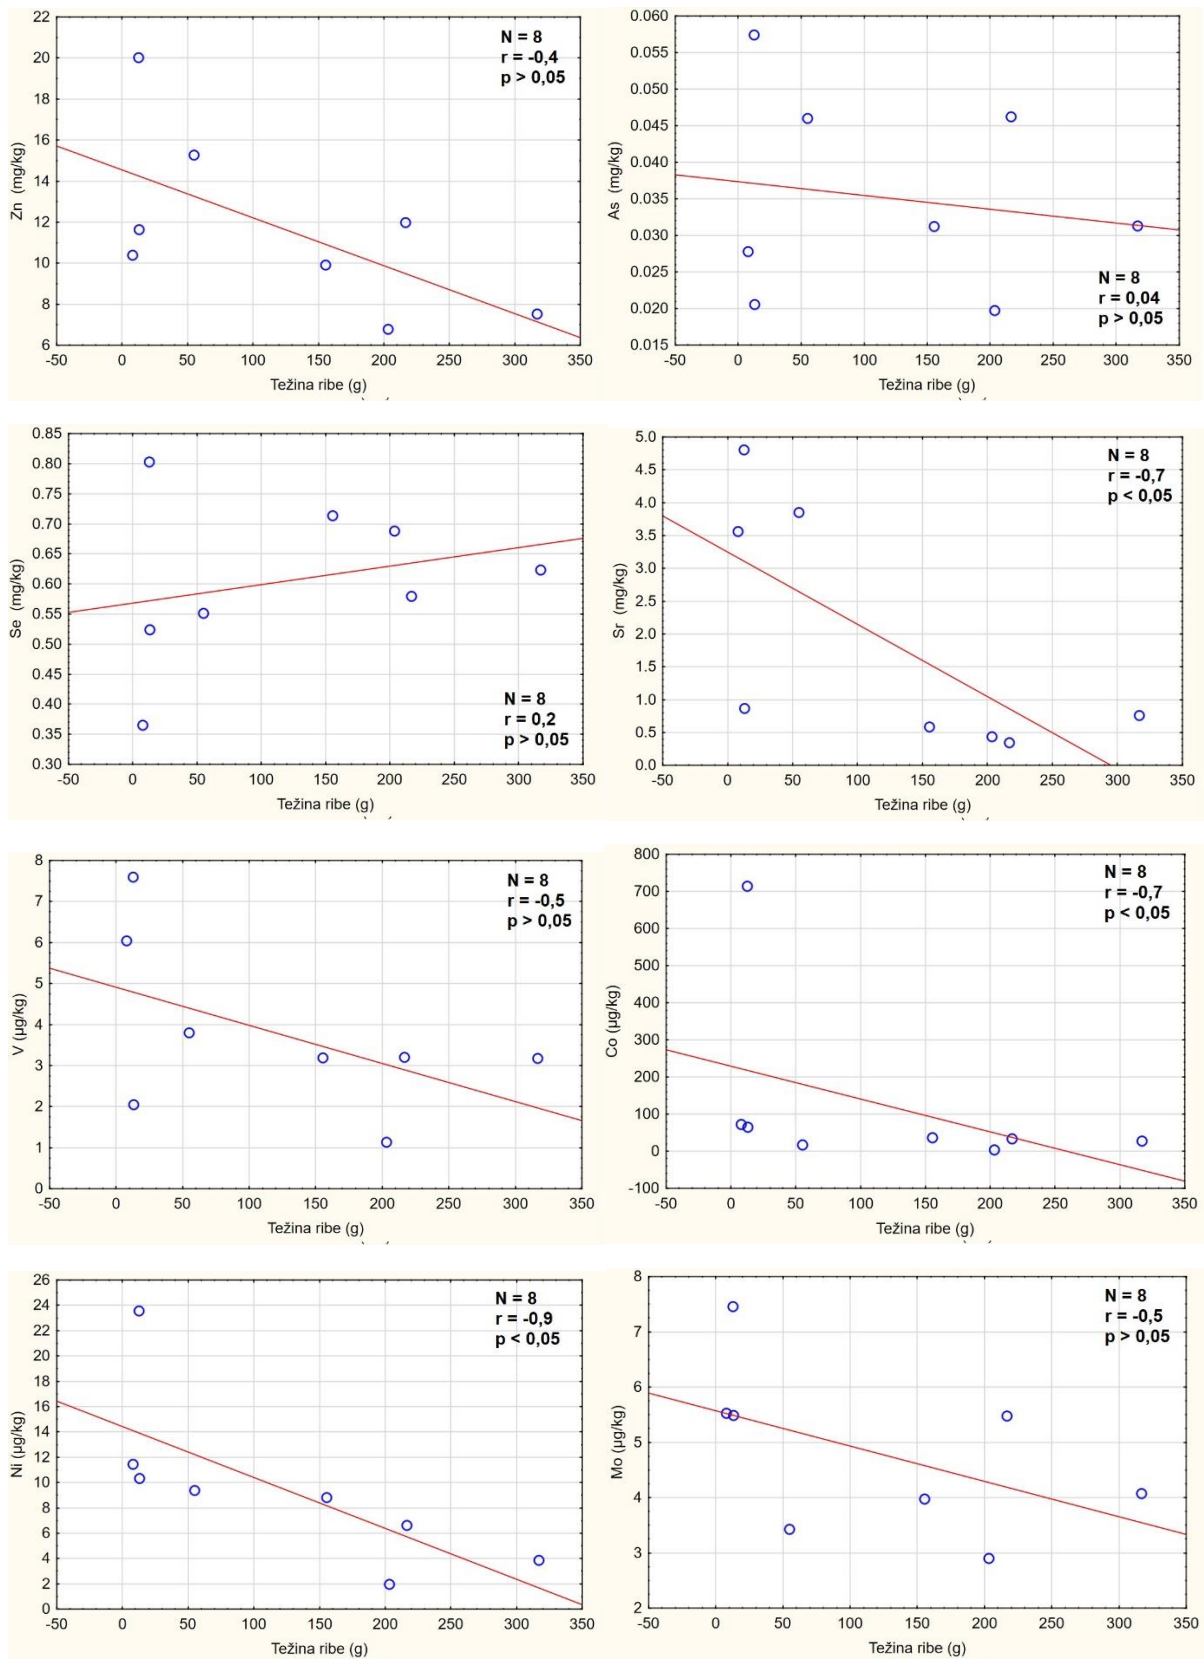 22
20
18
16
14
12
10
8
6
Zn (mg/kg)
N = 8
r = -0,4
p > 0,05
-50 0 50 100 150 200 250 300 350
Težina ribe (g)
0.060
0.055
0.050
0.045
0.040
0.035
0.030
0.025
0.020
0.015
As (mg/kg)
N = 8
r = 0,04
p > 0,05
-50 0 50 100 150 200 250 300 350
Težina ribe (g)
0.85
0.80
0.75
0.70
0.65
0.60
0.55
0.50
0.45
0.40
0.35
0.30
Se (mg/kg)
N = 8
r = 0,2
p > 0,05
-50 0 50 100 150 200 250 300 350
Težina ribe (g)
5.0
4.5
4.0
3.5
3.0
2.5
2.0
1.5
1.0
0.5
0.0
Sr (mg/kg)
N = 8
r = -0,7
p < 0,05
-50 0 50 100 150 200 250 300 350
Težina ribe (g)
8
7
6
5
4
3
2
1
0
V (µg/kg)
N = 8
r = -0,5
p > 0,05
-50 0 50 100 150 200 250 300 350
Težina ribe (g)
800
700
600
500
400
300
200
100
0
-100
Co (µg/kg)
N = 8
r = -0,7
p < 0,05
-50 0 50 100 150 200 250 300 350
Težina ribe (g)
26
24
22
20
18
16
14
12
10
8
6
4
2
0
Ni (µg/kg)
N = 8
r = -0,9
p < 0,05
-50 0 50 100 150 200 250 300 350
Težina ribe (g)
8
7
6
5
4
3
2
Mo (µg/kg)
N = 8
r = -0,5
p > 0,05
-50 0 50 100 150 200 250 300 350
Težina ribe (g)